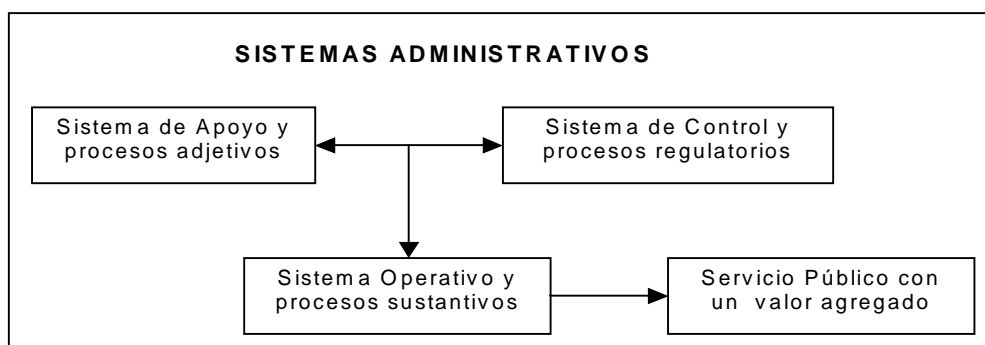 SISTEMAS ADMINISTRATIVOS
Sistema de Apoyo y
procesos adjetivos
Sistema de Control y
procesos regulatorios
Sistema Operativo y
procesos sustantivos
Servicio Público con
un valor agregado